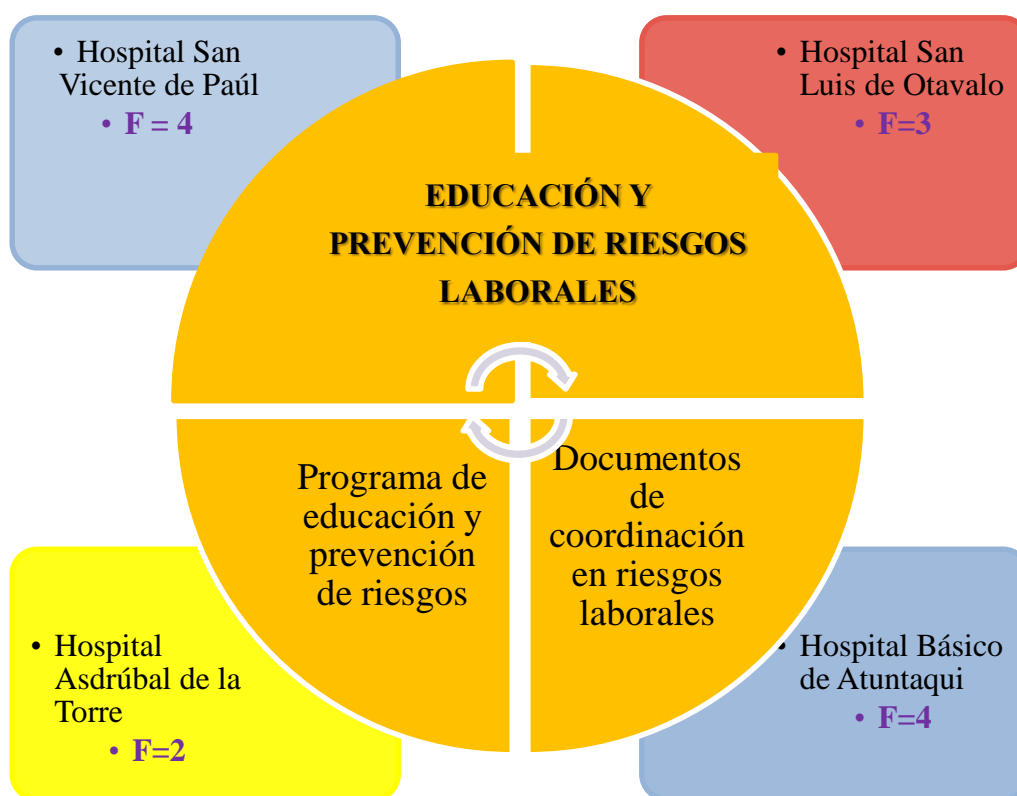 • Hospital San
Vicente de Paúl
• F = 4
• Hospital San
Luis de Otavalo
• F=3
EDUCACIÓN Y
PREVENCIÓN DE RIESGOS
LABORALES
Programa de
educación y
prevención
de riesgos
Documentos
de
coordinación
en riesgos
laborales
• Hospital
Asdrúbal de la
Torre
• F=2
• Hospital Básico
de Atuntaqui
• F=4